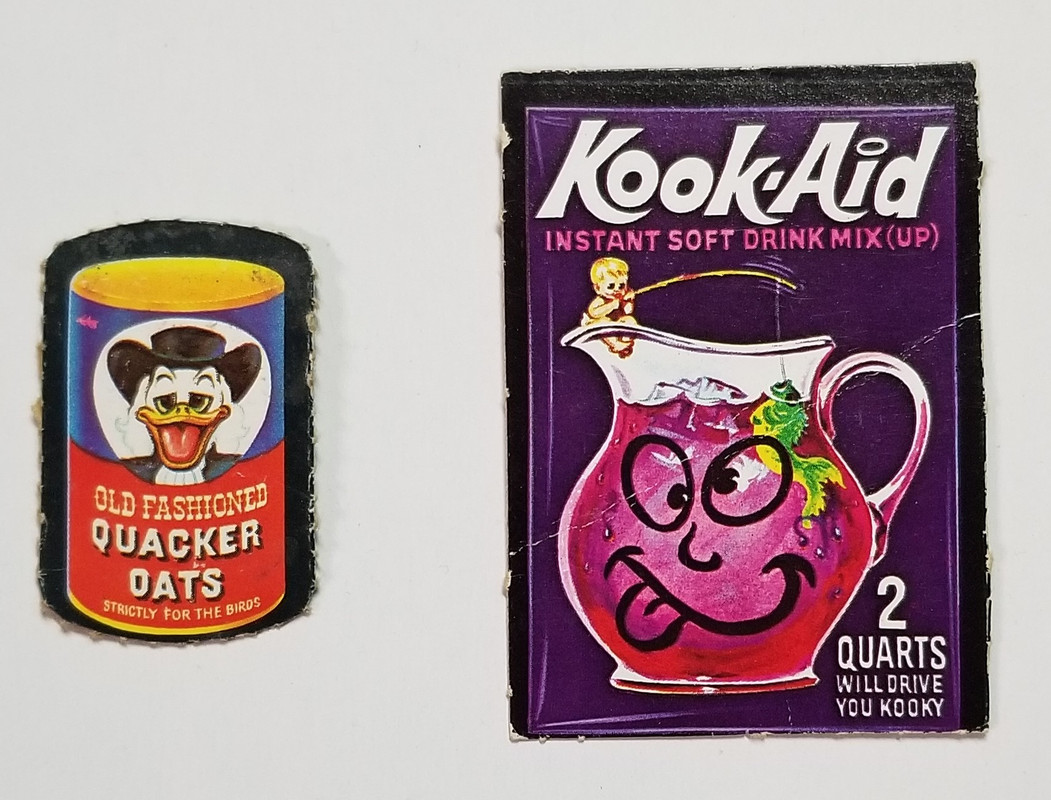 OLD FASHIONED
QUACKER
OATS
STRICTLY FOR THE BIRDS
Kook-Aid
INSTANT SOFT DRINK MIX(UP)
2
QUARTS
WILL DRIVE
YOU KOOKY